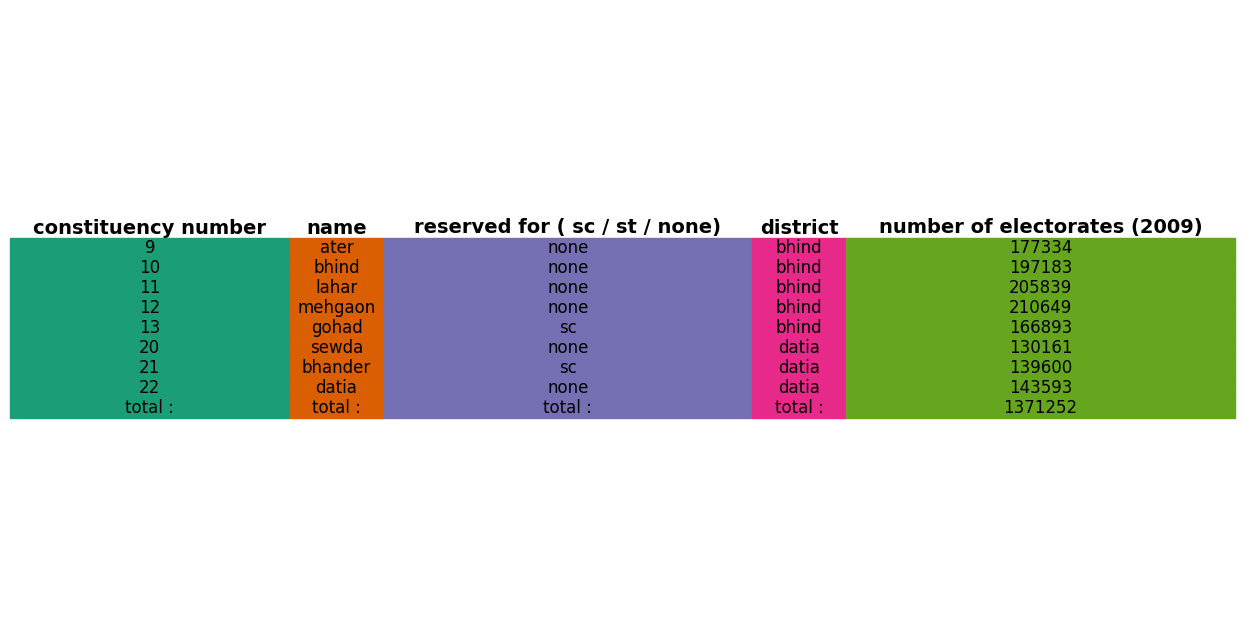 constituency number name reserved for ( sc / st / none) district number of electorates (2009)
9 ater none bhind 177334
10 bhind none bhind 197183
11 lahar none bhind 205839
12 mehgaon none bhind 210649
13 gohad sc bhind 166893
20 sewda none datia 130161
21 bhander sc datia 139600
22 datia none datia 143593
total : total : total : total : 1371252